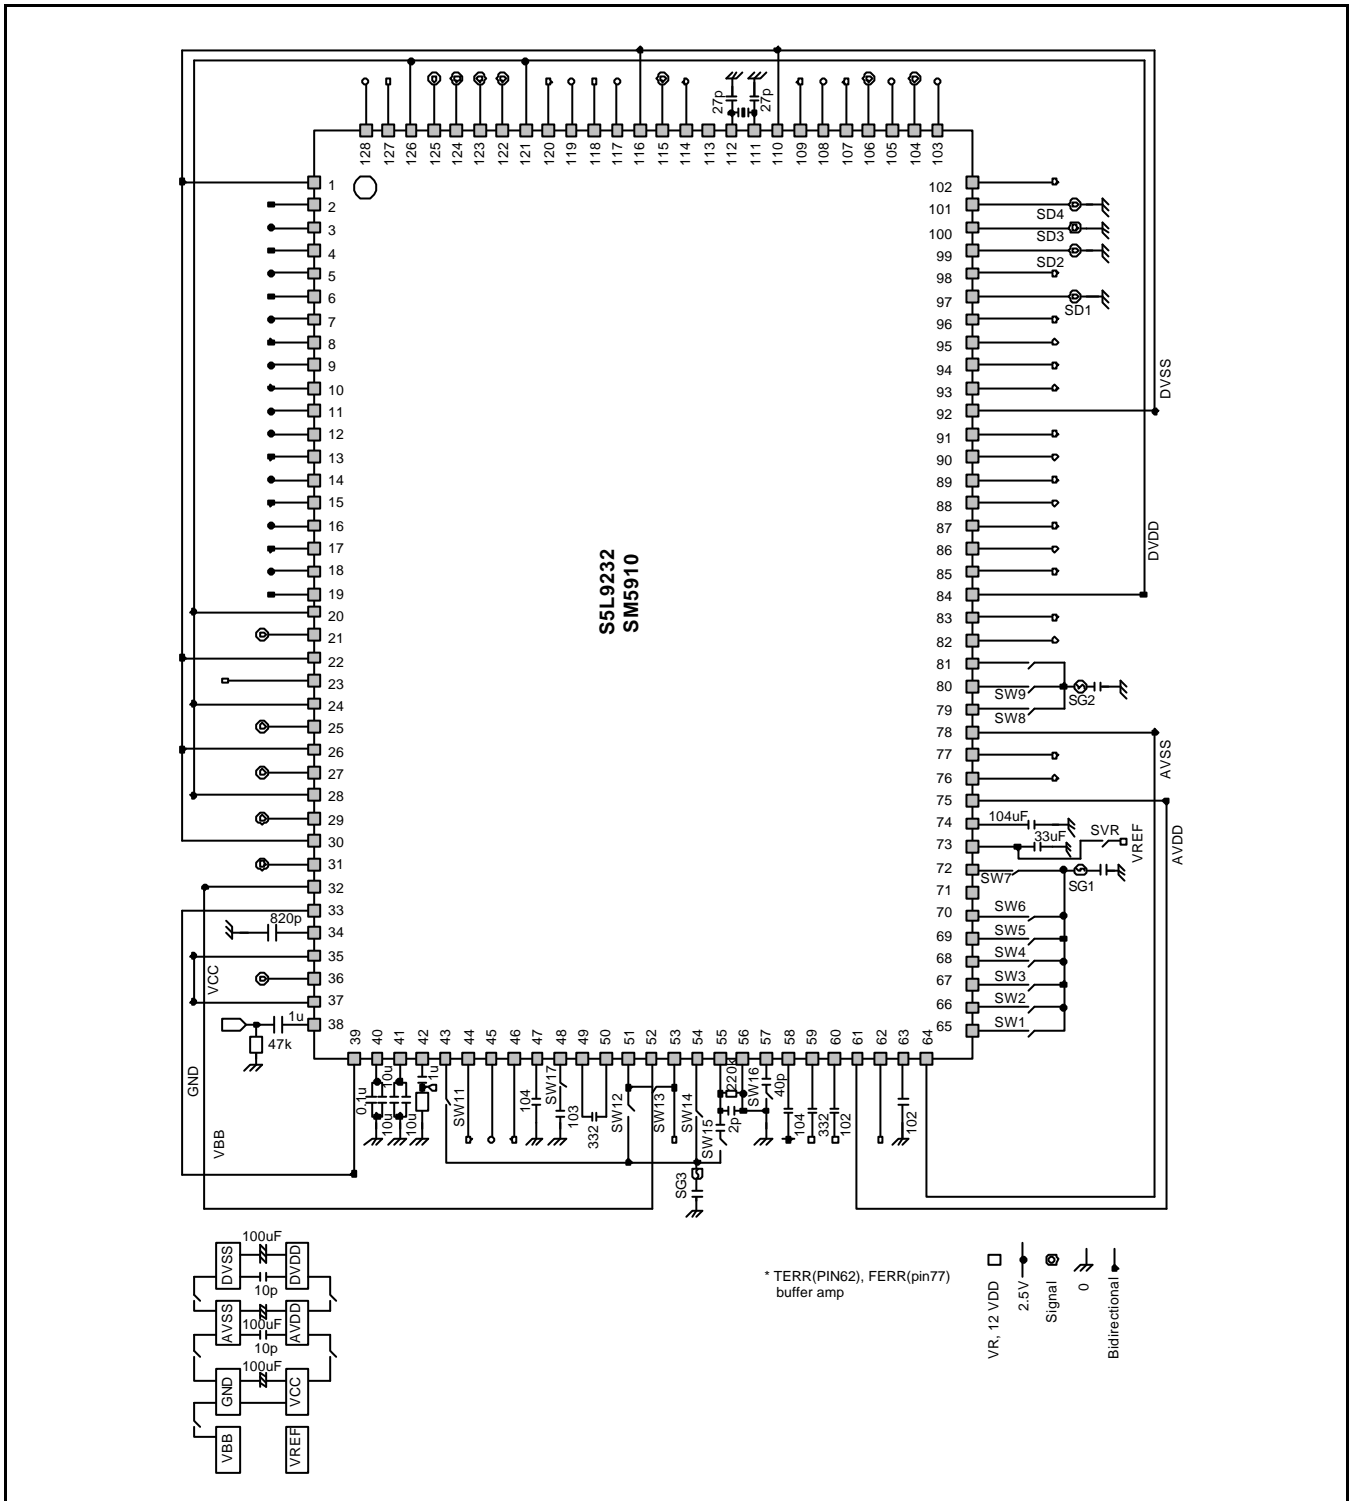 27p
27p
128
127
126
125
124
123
122
121
120
119
118
117
116
115
114
113
112
111
110
109
108
107
106
105
104
103
1
2
3
4
5
6
7
8
9
10
11
12
13
14
15
16
17
18
19
20
21
22
23
24
25
26
27
28
29
30
31
32
33
34
35
36
37
38
820p
VCC
1u
47k
GND
VBB
S5L9232
SM5910
102
101
100
99
98
97
96
95
94
93
92
91
90
89
88
87
86
85
84
83
82
81
80
79
78
77
76
75
74
73
72
71
70
69
68
67
66
65
SD4
SD3
SD2
SD1
DVSS
DVDD
SW9
SW8
SG2
AVSS
AVDD
104uF
33uF
SVR
VREF
SW7
SG1
SW6
SW5
SW4
SW3
SW2
SW1
39
40
41
42
43
44
45
46
47
48
49
50
51
52
53
54
55
56
57
58
59
60
61
62
63
64
0.1u
10u
10u
10u
1u
SW11
104
SW17
103
332
SW12
SW13
SW14
SW15
220k
2p
SW16
40p
104
332
102
102
SG3
100uF
DVSS
DVDD
10p
AVSS
AVDD
100uF
10p
100uF
GND
VCC
VBB
VREF
* TERR(PIN62), FERR(pin77)
buffer amp
VR, 12 VDD
2.5V
Signal
0
Bidirectional